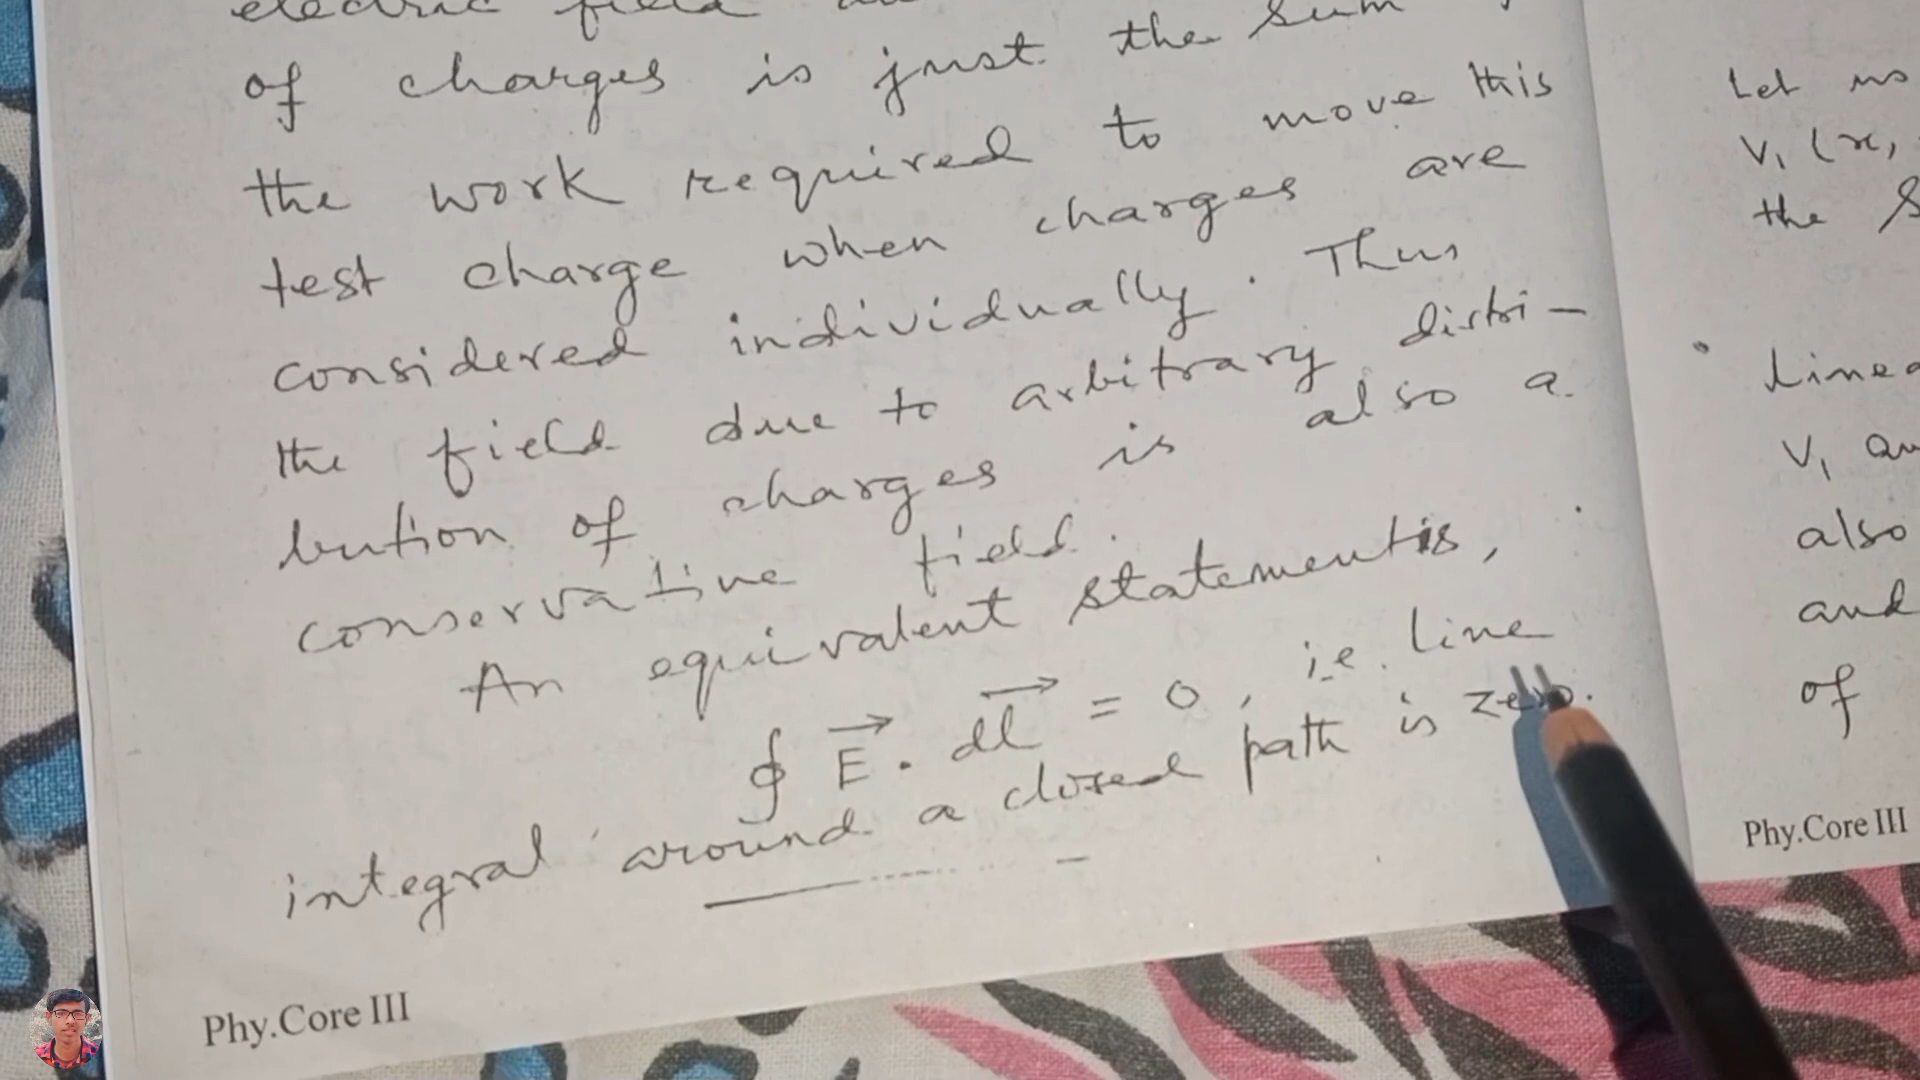 electric field
of charges is just the sum
the work required to move this
test charge when charges are
considered individually. Thus
the field due to arbitrary distri-
bution of charges is also a
conservative field.
An equivalent statement is,
∮ E⃗ . dl⃗ = 0, i.e. line
integral around a closed path is zero.
Phy.Core III
Let us
V₁ (x,
the S
Linea
V₁ an
also
and
of
Phy.Core III